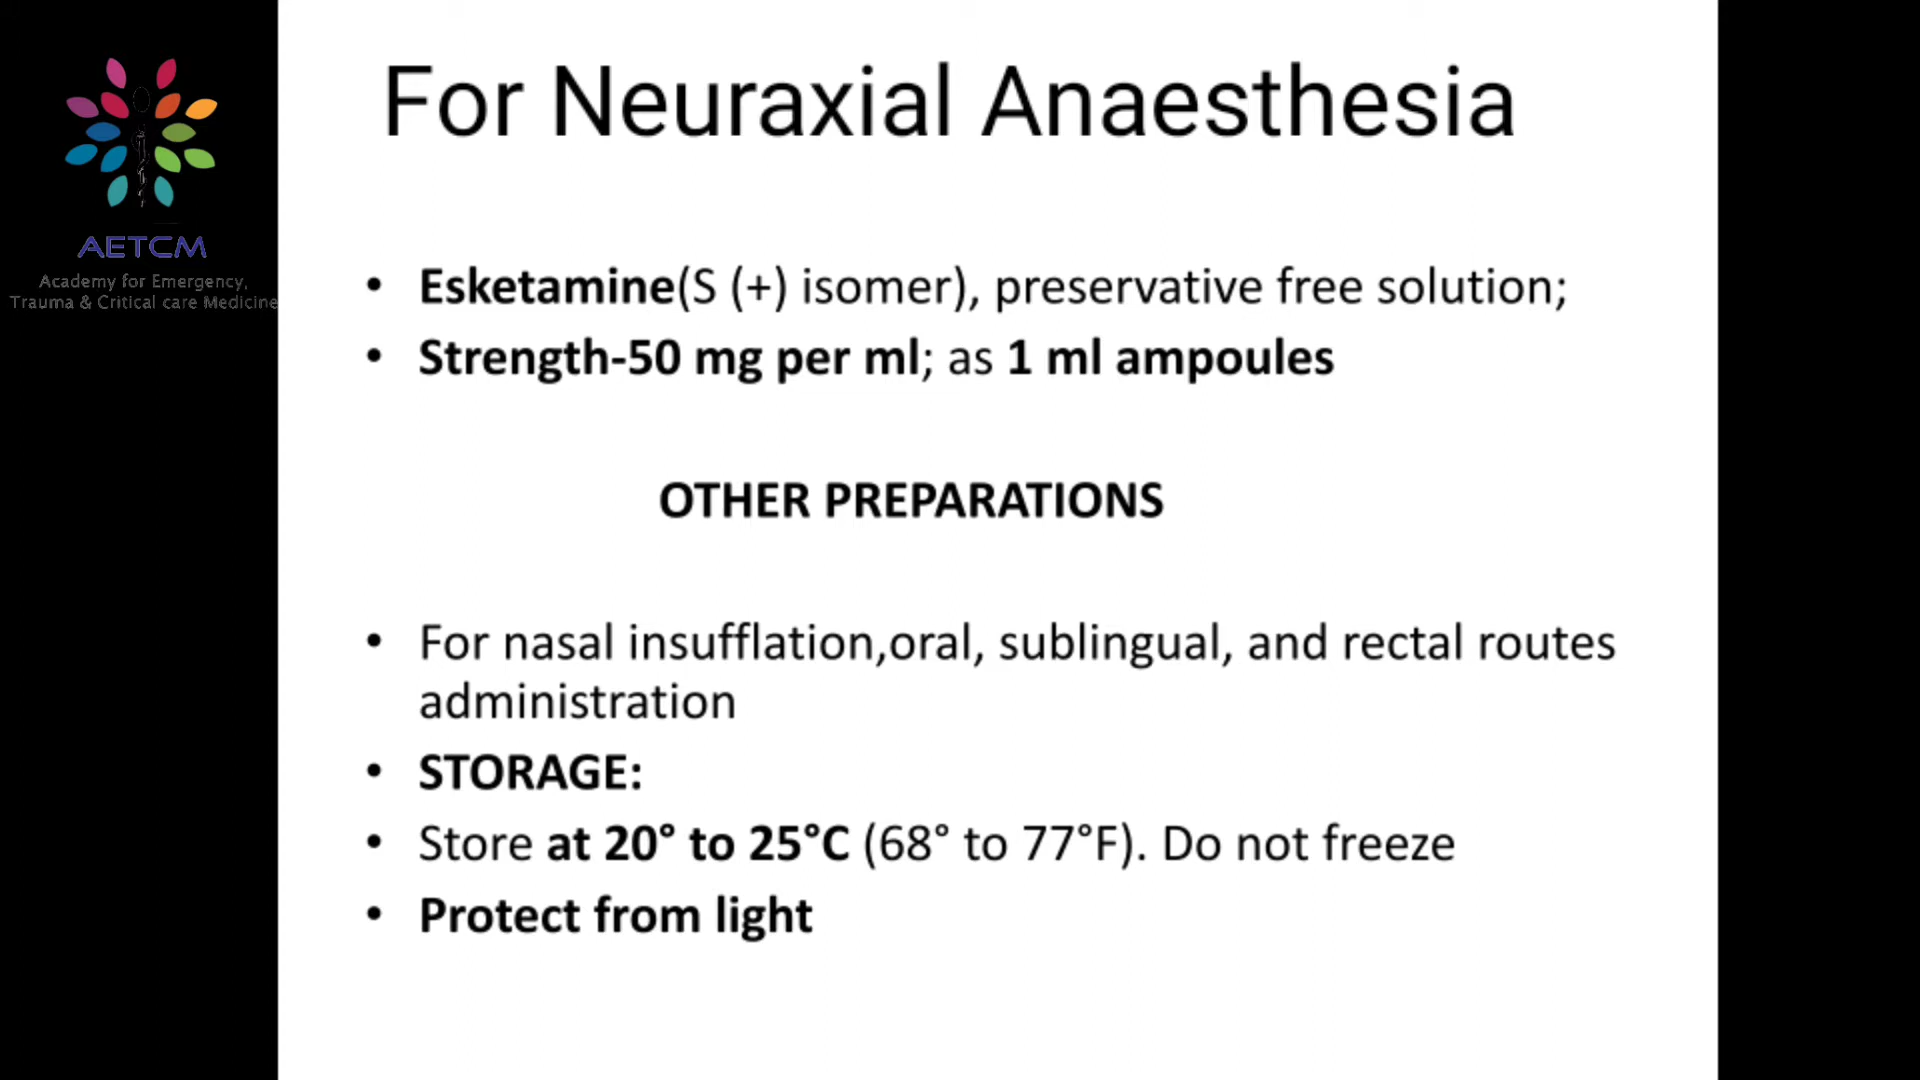 For Neuraxial Anaesthesia
AETCM
Academy for Emergency,
Trauma & Critical care Medicine
• Esketamine(S (+) isomer), preservative free solution;
• Strength-50 mg per ml; as 1 ml ampoules
OTHER PREPARATIONS
• For nasal insufflation,oral, sublingual, and rectal routes
administration
• STORAGE:
• Store at 20° to 25°C (68° to 77°F). Do not freeze
• Protect from light